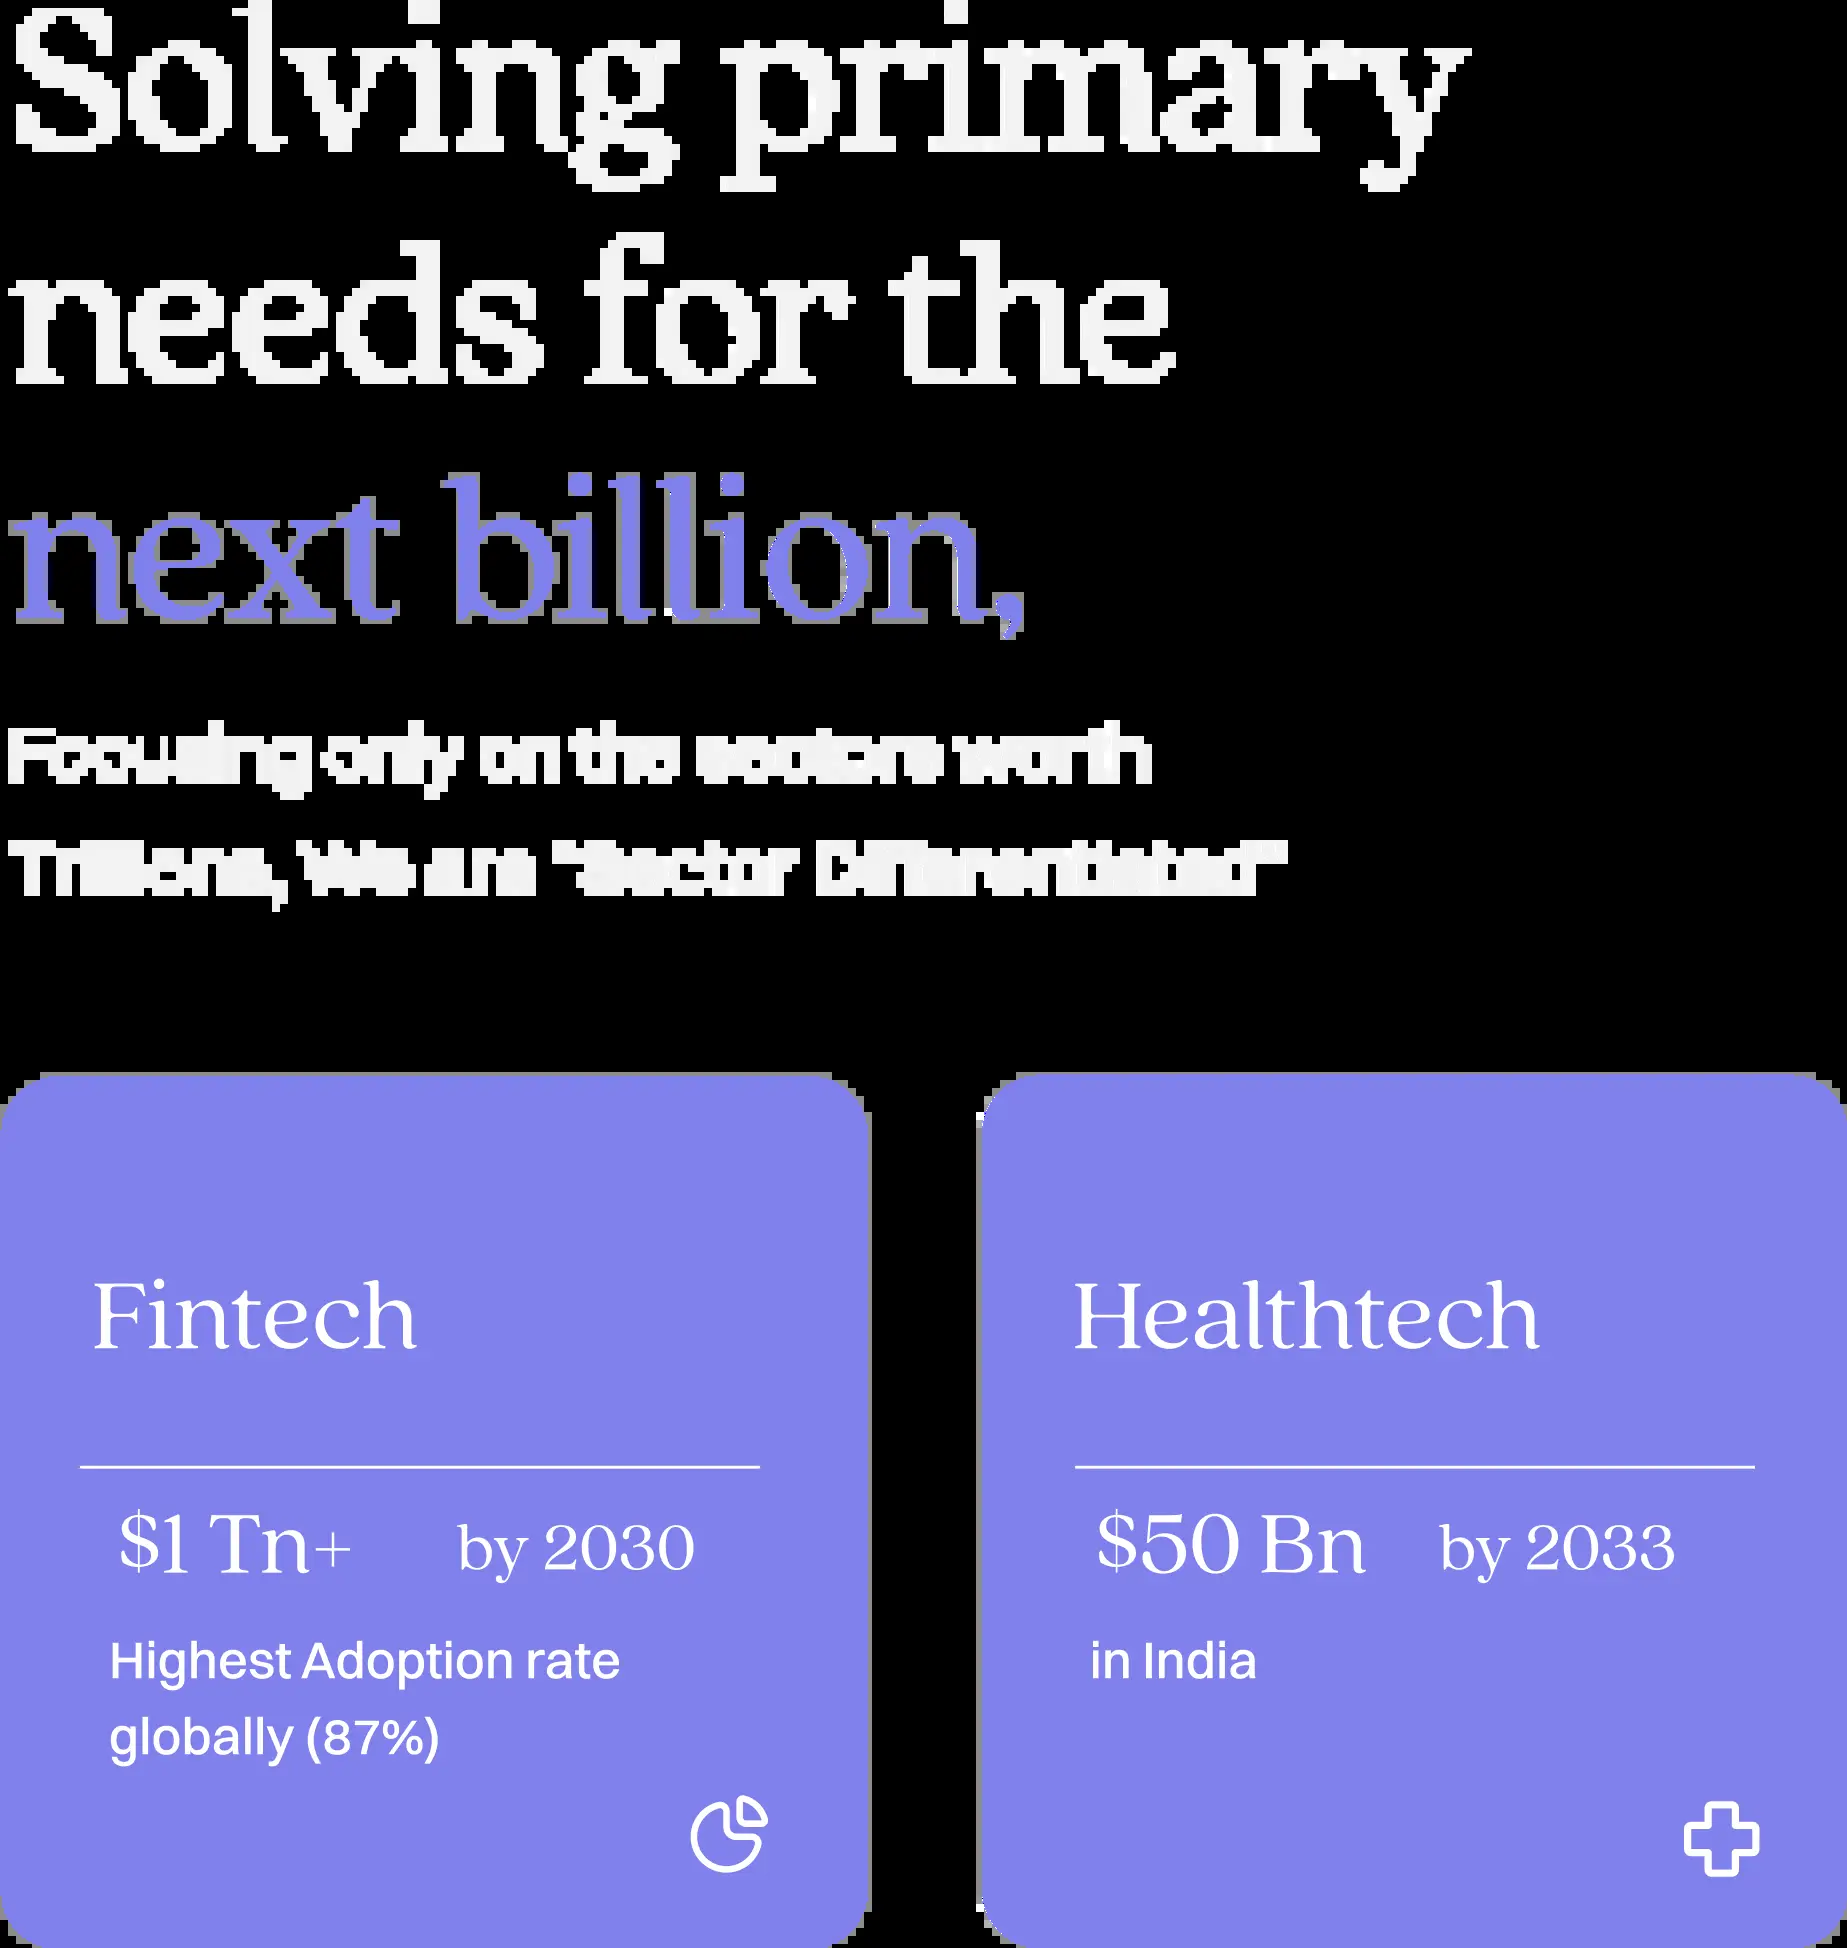 Solving primary
needs for the
next billion,
Focusing only on the sectors worth
Trillions, We are "Sector Differentiated"
Fintech
$1 Tn+ by 2030
Highest Adoption rate
globally (87%)
Healthtech
$50 Bn by 2033
in India